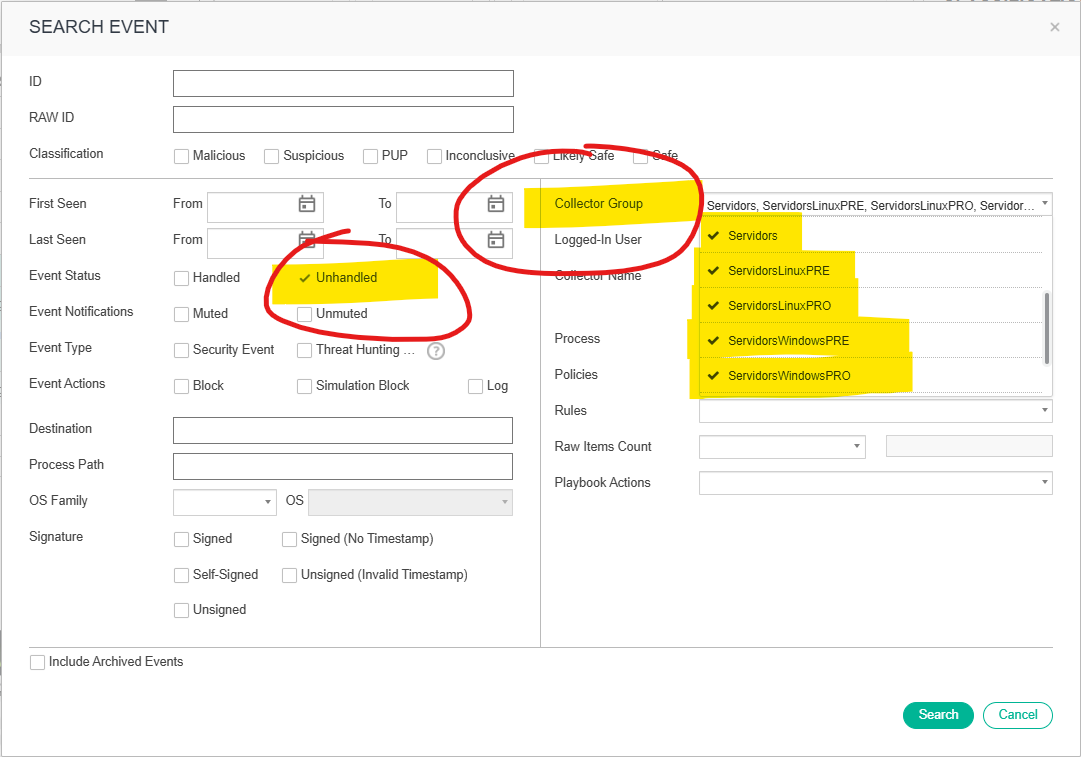 SEARCH EVENT
ID
RAW ID
Classification Malicious Suspicious PUP Inconclusive Likely Safe Safe
First Seen From To
Last Seen From To
Event Status Handled Unhandled
Event Notifications Muted Unmuted
Event Type Security Event Threat Hunting ... ?
Event Actions Block Simulation Block Log
Destination
Process Path
OS Family OS
Signature Signed Signed (No Timestamp)
Self-Signed Unsigned (Invalid Timestamp)
Unsigned
Collector Group Servidors, ServidorsLinuxPRE, ServidorsLinuxPRO, Servidor...
Logged-In User Servidors
Collector Name ServidorsLinuxPRE
ServidorsLinuxPRO
Process ServidorsWindowsPRE
Policies ServidorsWindowsPRO
Rules
Raw Items Count
Playbook Actions
Include Archived Events
Search Cancel